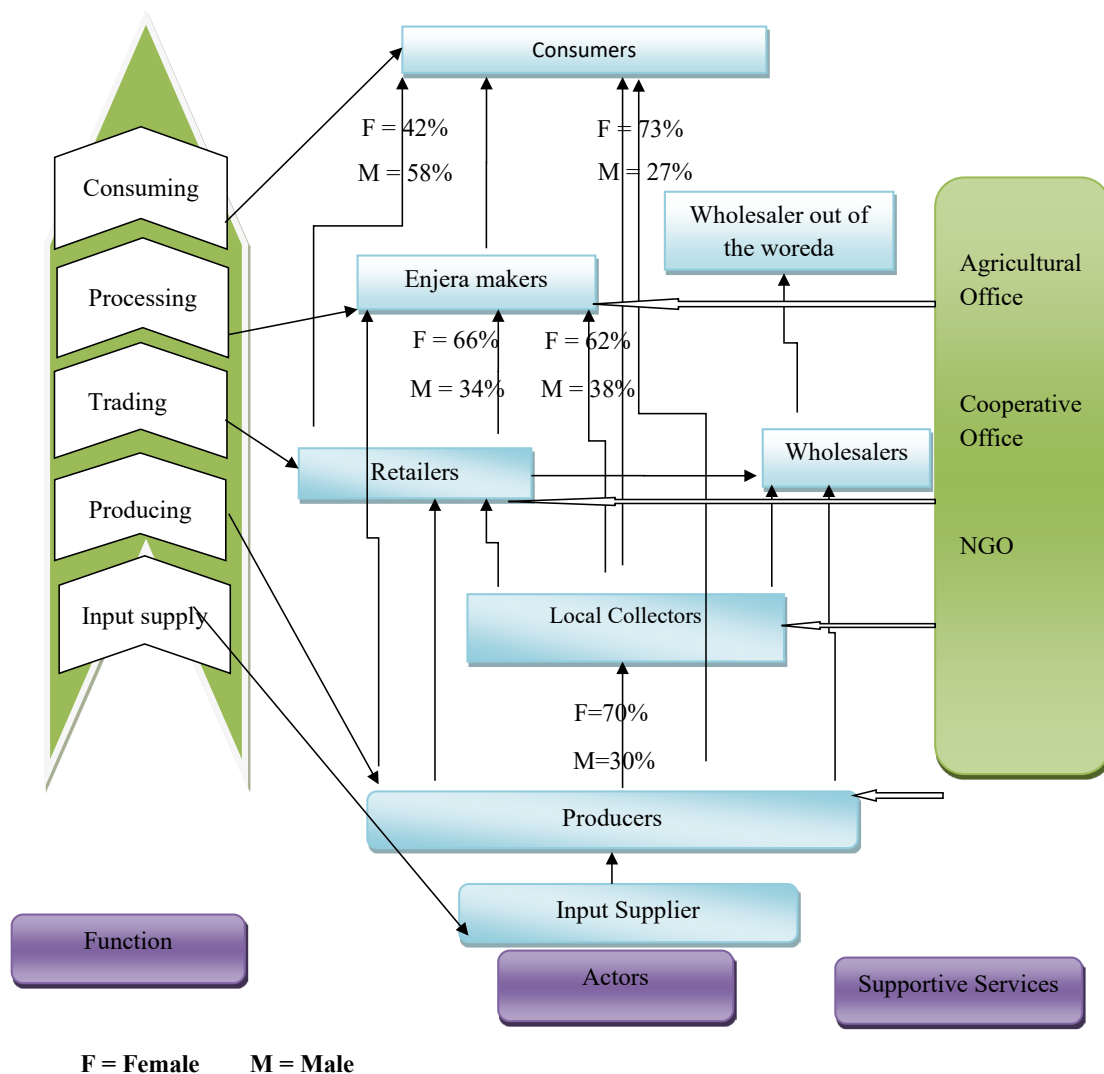 Consumers
F = 42%
M = 58%
F = 73%
M = 27%
Consuming
Wholesaler out of
the woreda
Agricultural
Office
Enjera makers
Processing
F = 66%
M = 34%
F = 62%
M = 38%
Trading
Cooperative
Office
Retailers
Wholesalers
Producing
NGO
Input supply
Local Collectors
F=70%
M=30%
Producers
Input Supplier
Function
Actors
Supportive Services
F = Female M = Male